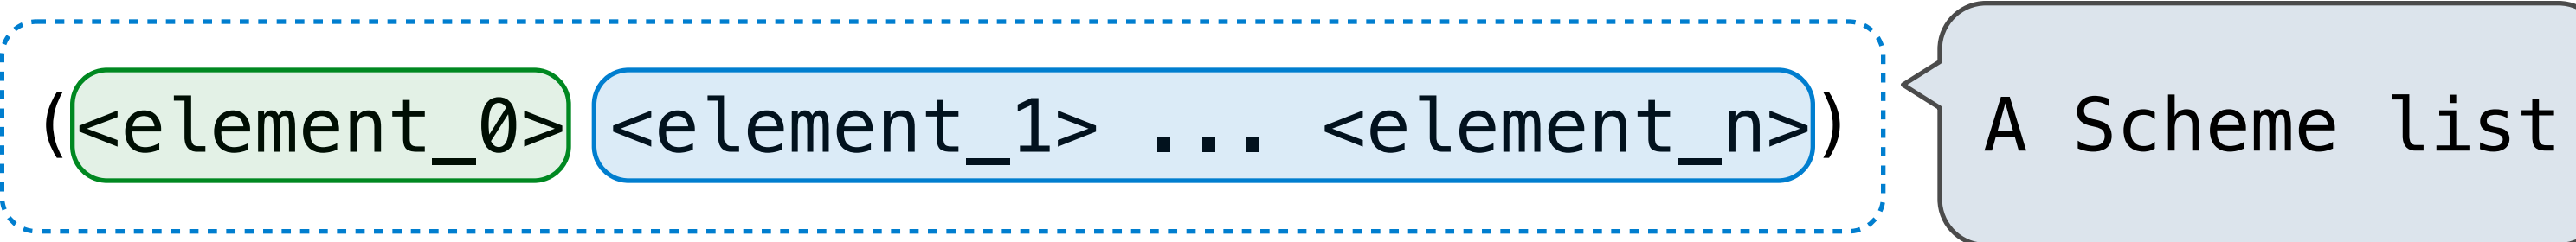 (<element_0> <element_1> ... <element_n>)
A Scheme list